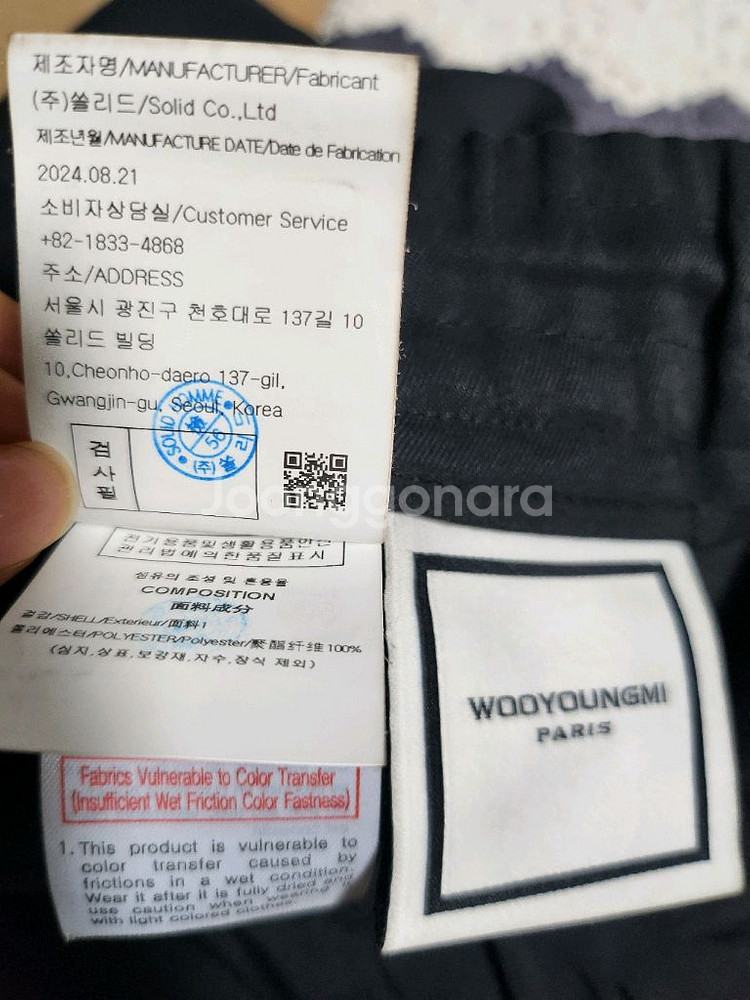 제조자명/MANUFACTURER/Fabricant
(주)쏠리드/Solid Co.,Ltd
제조년월/MANUFACTURE DATE/Date de Fabrication
2024.08.21
소비자상담실/Customer Service
+82-1833-4868
주소/ADDRESS
서울시 광진구 천호대로 137길 10
쏠리드 빌딩
10,Cheonho-daero 137-gil,
Gwangjin-gu, Seoul, Korea
SOLID HOMME
56
(주)쏠리드
검
사
필
Joonggonara
전기용품및생활용품안전
관리법에의한품질표시
섬유의 조성 및 혼용율
COMPOSITION
面料成分
겉감/SHELL/Exterieur/面料1
폴리에스터/POLYESTER/Polyester/聚酯纤维 100%
(심지,상표,보강재,자수,장식 제외)
WOOYOUNGMI
PARIS
Fabrics Vulnerable to Color Transfer
(Insufficient Wet Friction Color Fastness)
1. This product is vulnerable to
color transfer caused by
frictions in a wet condition.
Wear it after it is fully dried and
use caution when wearing it
with light colored clothes.